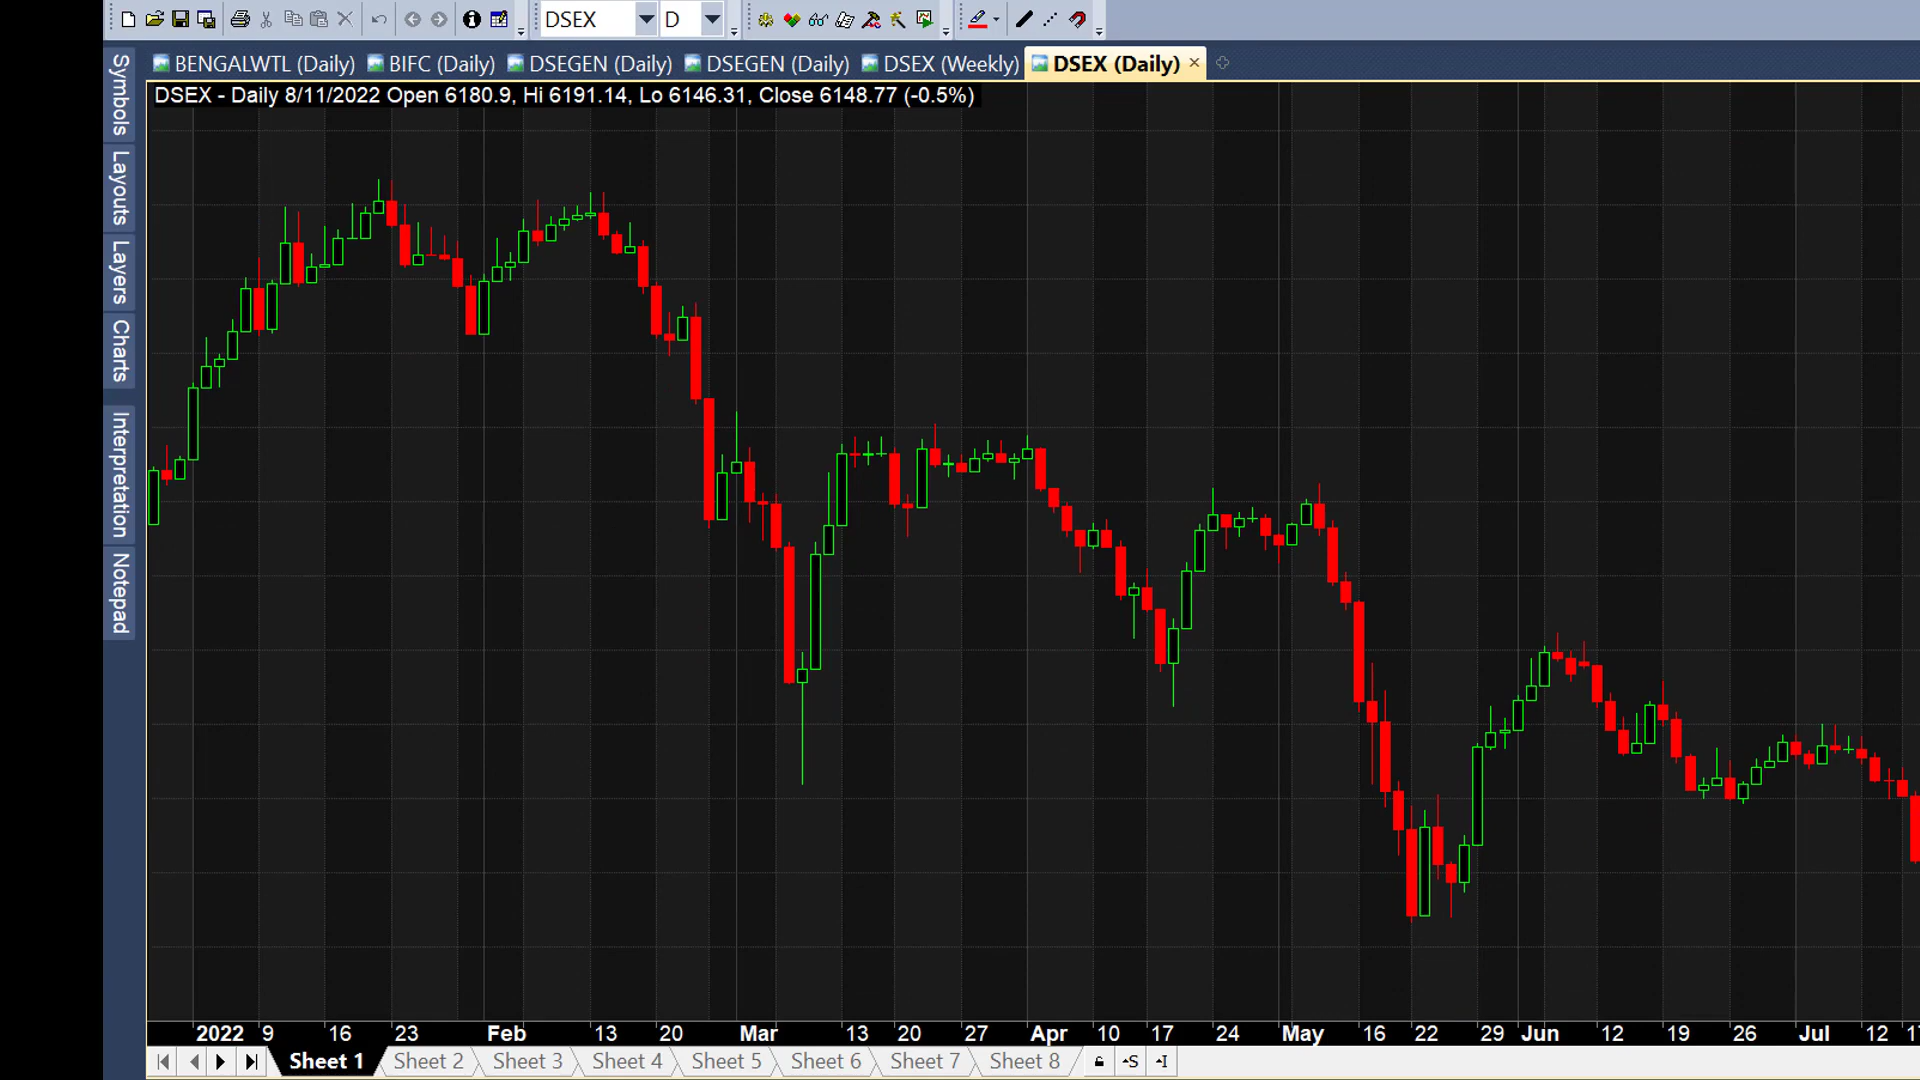 DSEX D
BENGALWTL (Daily) BIFC (Daily) DSEGEN (Daily) DSEGEN (Daily) DSEX (Weekly) DSEX (Daily)
DSEX - Daily 8/11/2022 Open 6180.9, Hi 6191.14, Lo 6146.31, Close 6148.77 (-0.5%)
Symbols
Layouts
Layers
Charts
Interpretation
Notepad
2022 9 16 23 Feb 13 20 Mar 13 20 27 Apr 10 17 24 May 16 22 29 Jun 12 19 26 Jul 12
Sheet 1 Sheet 2 Sheet 3 Sheet 4 Sheet 5 Sheet 6 Sheet 7 Sheet 8 S I